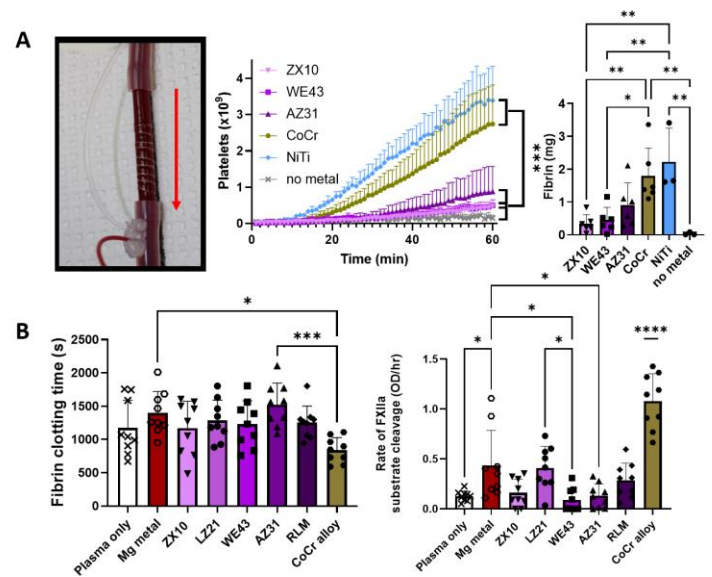 A
ZX10
WE43
AZ31
CoCr
NiTi
no metal
Platelets (x10⁹)
4
3
2
1
0
0
20
40
60
Time (min)
***
**
**
**
**
*
**
Fibrin (mg)
4
3
2
1
0
ZX10
WE43
AZ31
CoCr
NiTi
no metal
B
*
***
Fibrin clotting time (s)
2500
2000
1500
1000
500
0
Plasma only
Mg metal
ZX10
LZ21
WE43
AZ31
RLM
CoCr alloy
*
*
*
*
****
Rate of FXIIa
substrate cleavage (OD/hr)
1.5
1.0
0.5
0.0
Plasma only
Mg metal
ZX10
LZ21
WE43
AZ31
RLM
CoCr alloy